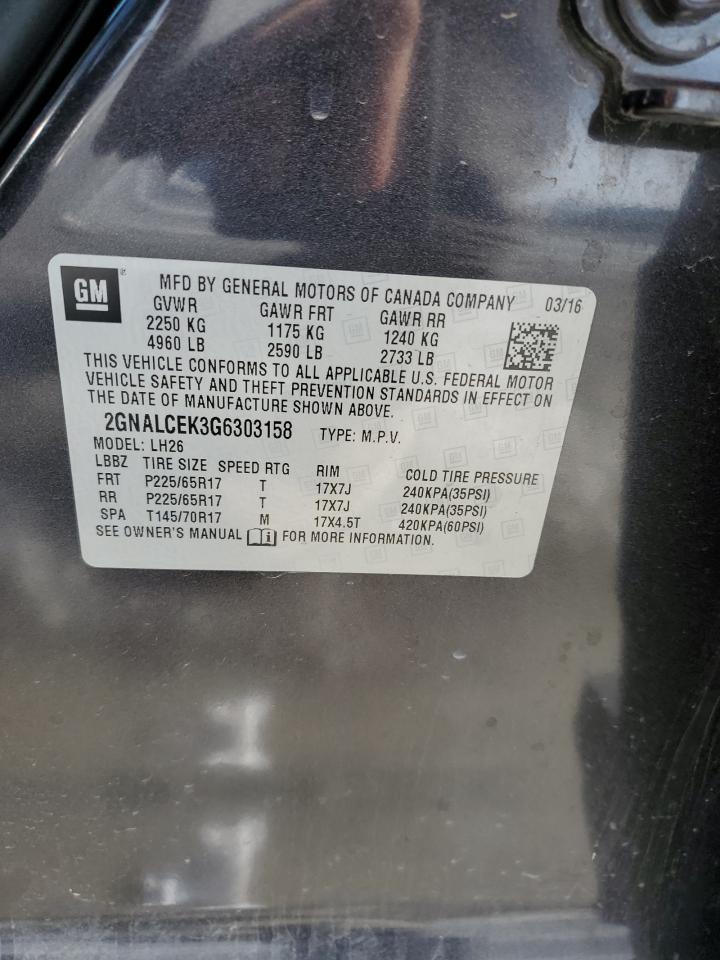 GM
MFD BY GENERAL MOTORS OF CANADA COMPANY 03/16
GVWR GAWR FRT GAWR RR
2250 KG 1175 KG 1240 KG
4960 LB 2590 LB 2733 LB
THIS VEHICLE CONFORMS TO ALL APPLICABLE U.S. FEDERAL MOTOR
VEHICLE SAFETY AND THEFT PREVENTION STANDARDS IN EFFECT ON
THE DATE OF MANUFACTURE SHOWN ABOVE.
2GNALCEK3G6303158 TYPE: M.P.V.
MODEL: LH26
LBBZ TIRE SIZE SPEED RTG RIM COLD TIRE PRESSURE
FRT P225/65R17 T 17X7J 240KPA(35PSI)
RR P225/65R17 T 17X7J 240KPA(35PSI)
SPA T145/70R17 M 17X4.5T 420KPA(60PSI)
SEE OWNER'S MANUAL FOR MORE INFORMATION.